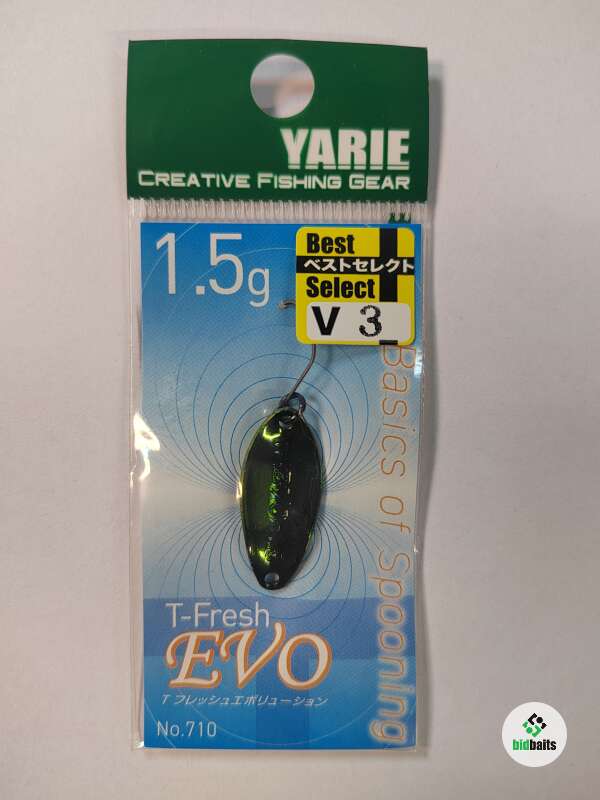 YARIE
CREATIVE FISHING GEAR
1.5g
Best
ベストセレクト
Select
V 3
Basics of Spooning
T-Fresh
EVO
T フレッシュエボリューション
No.710
bidbaits